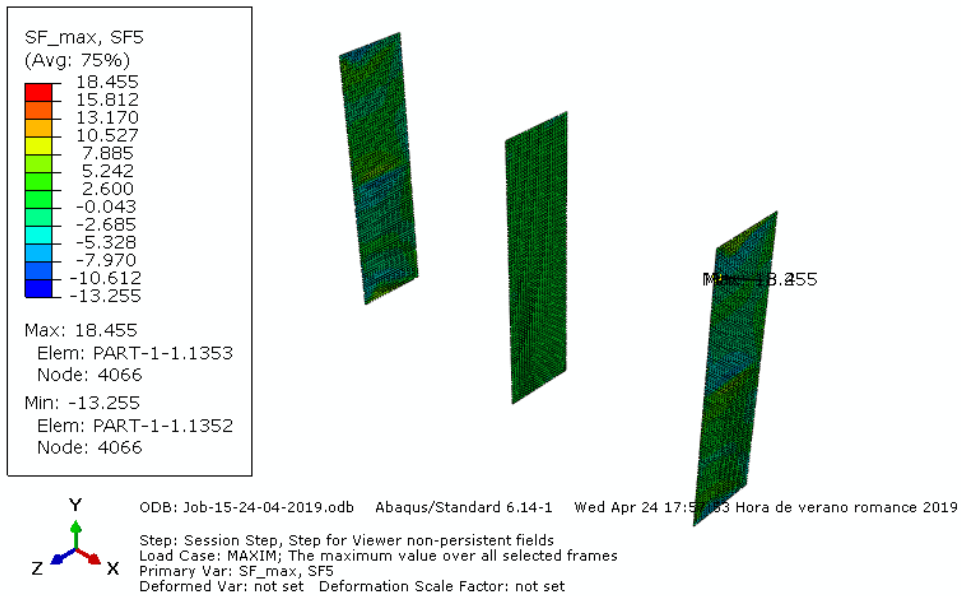 SF_max, SF5
(Avg: 75%)
18.455
15.812
13.170
10.527
7.885
5.242
2.600
-0.043
-2.685
-5.328
-7.970
-10.612
-13.255
Max: 18.455
Elem: PART-1-1.1353
Node: 4066
Min: -13.255
Elem: PART-1-1.1352
Node: 4066
Y
Z
X
ODB: Job-15-24-04-2019.odb Abaqus/Standard 6.14-1 Wed Apr 24 Hora de verano romance 2019
Step: Session Step, Step for Viewer non-persistent fields
Load Case: MAXIM; The maximum value over all selected frames
Primary Var: SF_max, SF5
Deformed Var: not set Deformation Scale Factor: not set